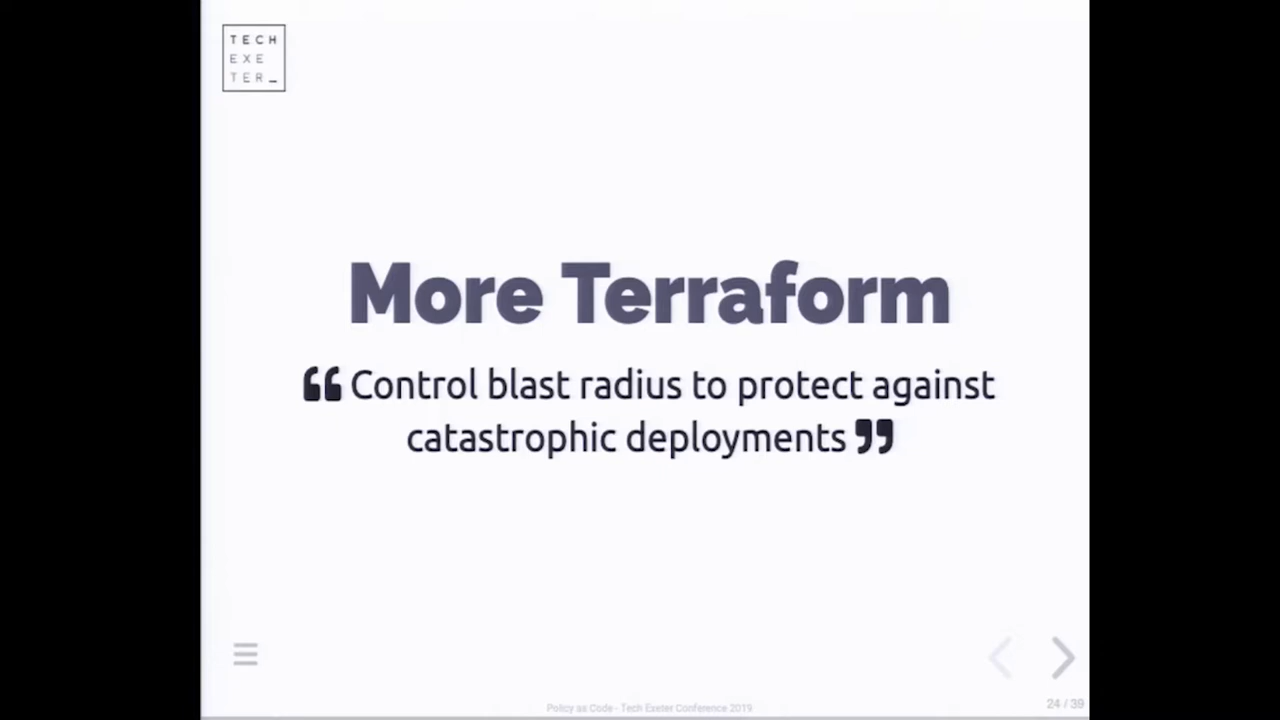 TECH
EXE
TER_
More Terraform
“Control blast radius to protect against
catastrophic deployments”
Policy as Code - Tech Exeter Conference 2019
24 / 39